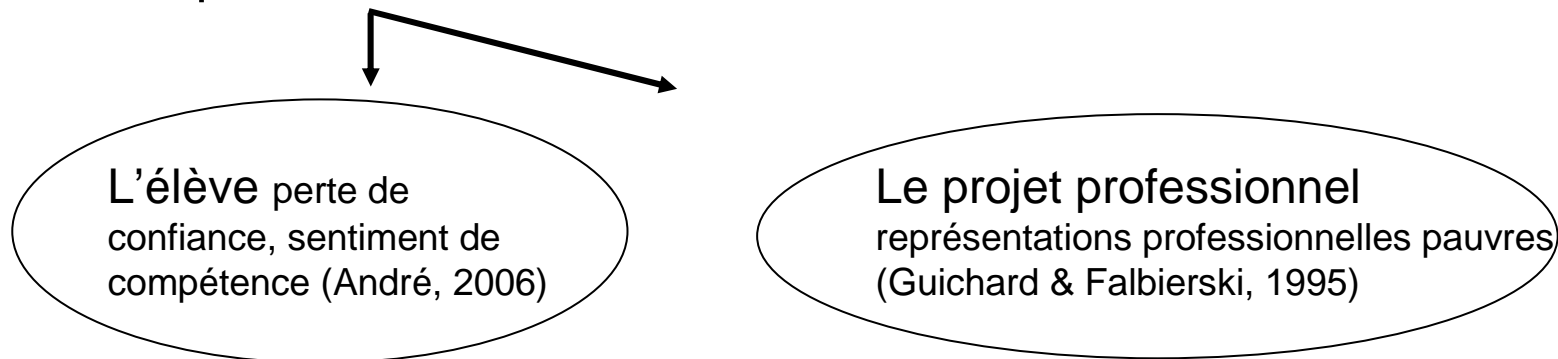 L'élève perte de
confiance, sentiment de
compétence (André, 2006)
Le projet professionnel
représentations professionnelles pauvres
(Guichard & Falbierski, 1995)